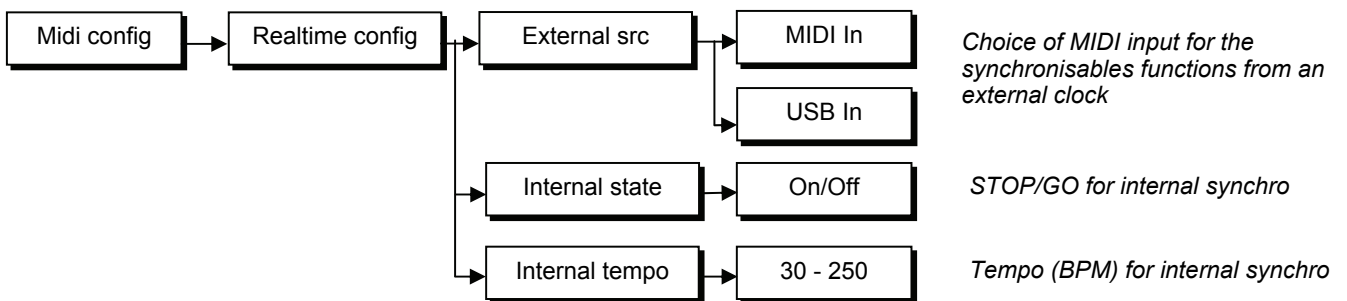 Midi config
Realtime config
External src
MIDI In
Choice of MIDI input for the
synchronisables functions from an
external clock
USB In
Internal state
On/Off
STOP/GO for internal synchro
Internal tempo
30 - 250
Tempo (BPM) for internal synchro